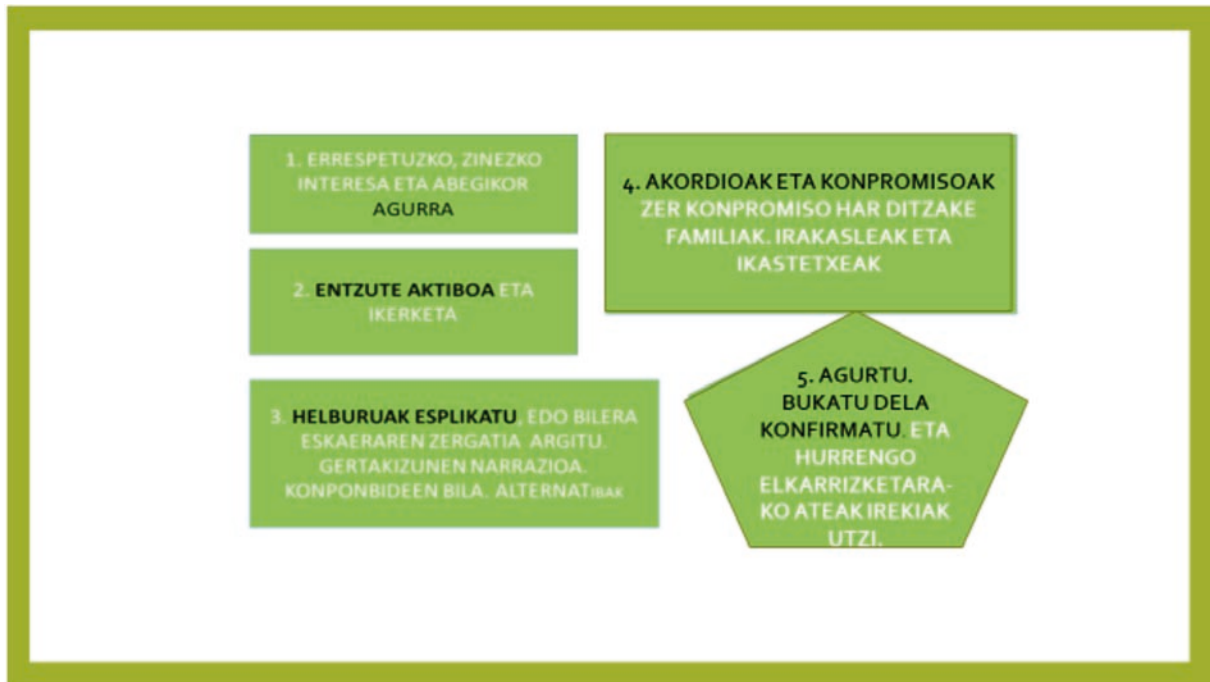 1. ERRESPETUZKO, ZINEZKO
INTERESA ETA ABEGIKOR
AGURRA
2. ENTZUTE AKTIBOA ETA
IKERKETA
3. HELBURUAK ESPLIKATU, EDO BILERA
ESKAERAREN ZERGATIA ARGITU.
GERTAKIZUNEN NARRAZIOA.
KONPONBIDEEN BILA. ALTERNATIBAK
4. AKORDIOAK ETA KONPROMISOAK
ZER KONPROMISO HAR DITZAKE
FAMILIAK. IRAKASLEAK ETA
IKASTETXEAK
5. AGURTU.
BUKATU DELA
KONFIRMATU. ETA
HURRENGO
ELKARRIZKETARA-
KO ATEAK IREKIAK
UTZI.